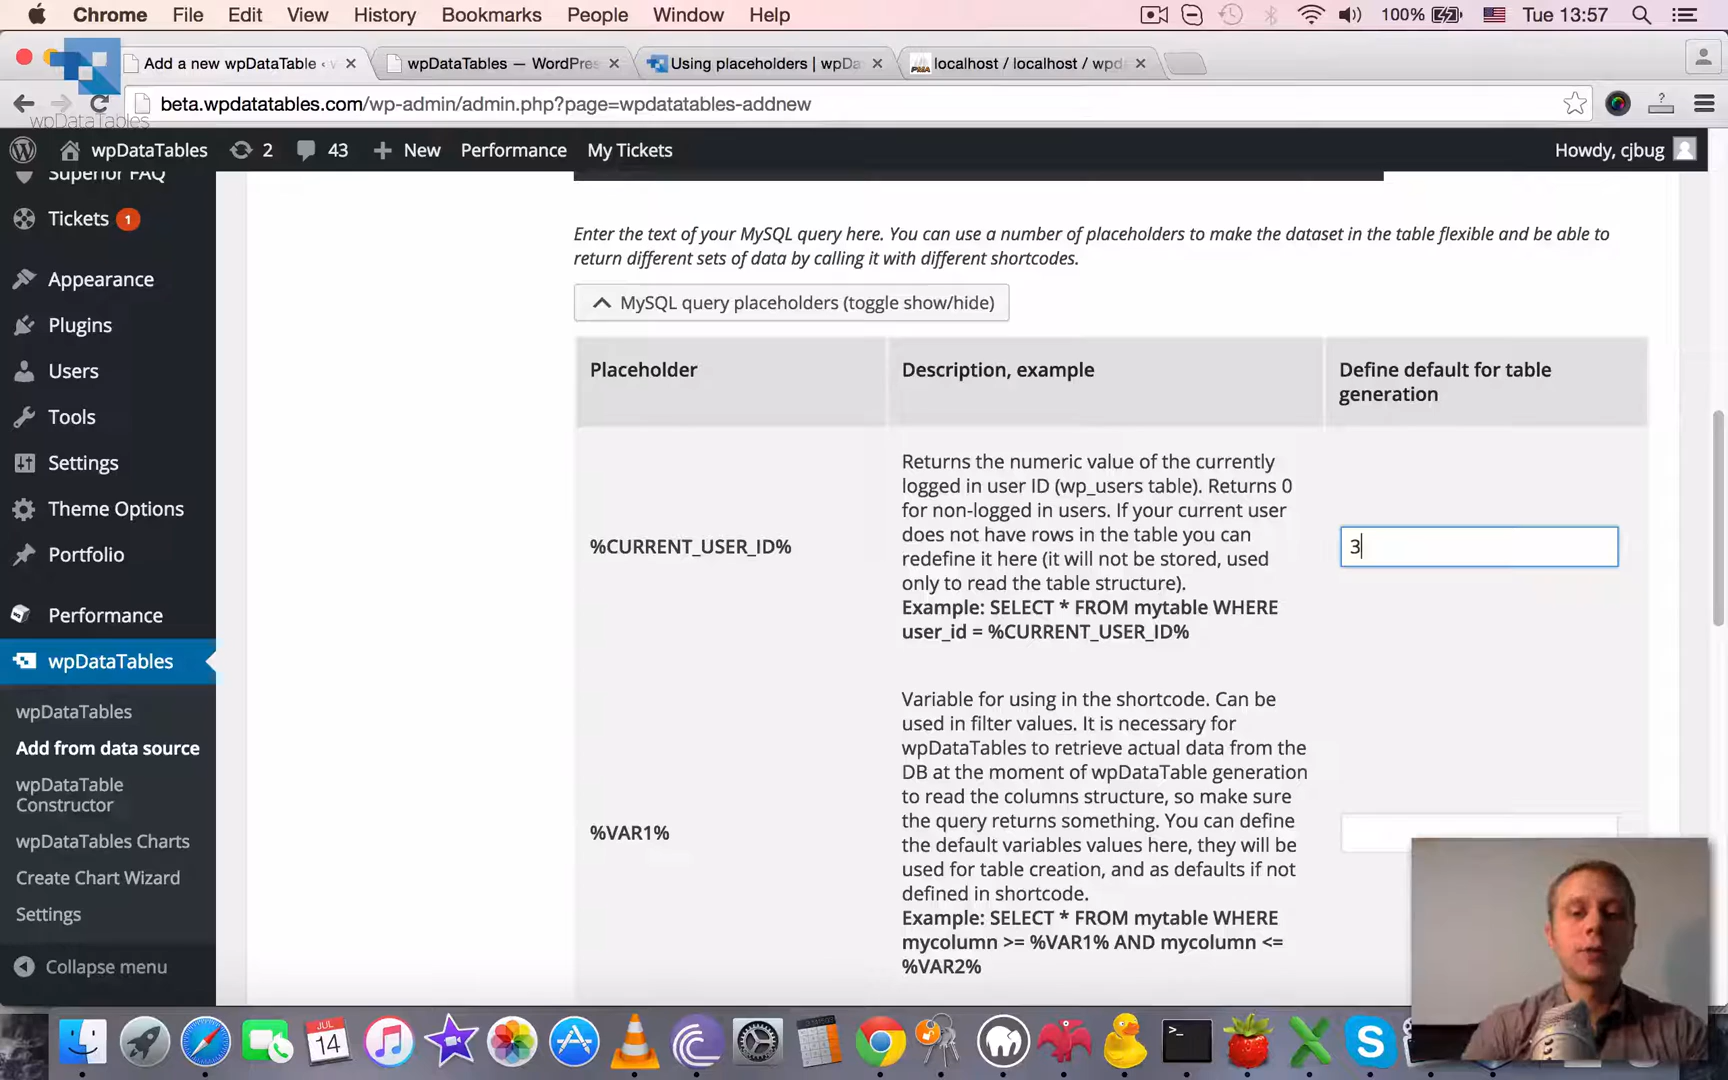 Chrome File Edit View History Bookmarks People Window Help 100% Tue 13:57
Add a new wpDataTable ‹ w wpDataTables — WordPres Using placeholders | wpDa localhost / localhost / wpd
beta.wpdatatables.com/wp-admin/admin.php?page=wpdatatables-addnew
wpDataTables
wpDataTables 2 43 New Performance My Tickets Howdy, cjbug
Superior FAQ
Tickets 1
Appearance
Plugins
Users
Tools
Settings
Theme Options
Portfolio
Performance
wpDataTables
wpDataTables
Add from data source
wpDataTable
Constructor
wpDataTables Charts
Create Chart Wizard
Settings
Collapse menu
Enter the text of your MySQL query here. You can use a number of placeholders to make the dataset in the table flexible and be able to
return different sets of data by calling it with different shortcodes.
MySQL query placeholders (toggle show/hide)
Placeholder
Description, example
Define default for table
generation
%CURRENT_USER_ID%
Returns the numeric value of the currently
logged in user ID (wp_users table). Returns 0
for non-logged in users. If your current user
does not have rows in the table you can
redefine it here (it will not be stored, used
only to read the table structure).
Example: SELECT * FROM mytable WHERE
user_id = %CURRENT_USER_ID%
3
%VAR1%
Variable for using in the shortcode. Can be
used in filter values. It is necessary for
wpDataTables to retrieve actual data from the
DB at the moment of wpDataTable generation
to read the columns structure, so make sure
the query returns something. You can define
the default variables values here, they will be
used for table creation, and as defaults if not
defined in shortcode.
Example: SELECT * FROM mytable WHERE
mycolumn >= %VAR1% AND mycolumn <=
%VAR2%
JUL
14